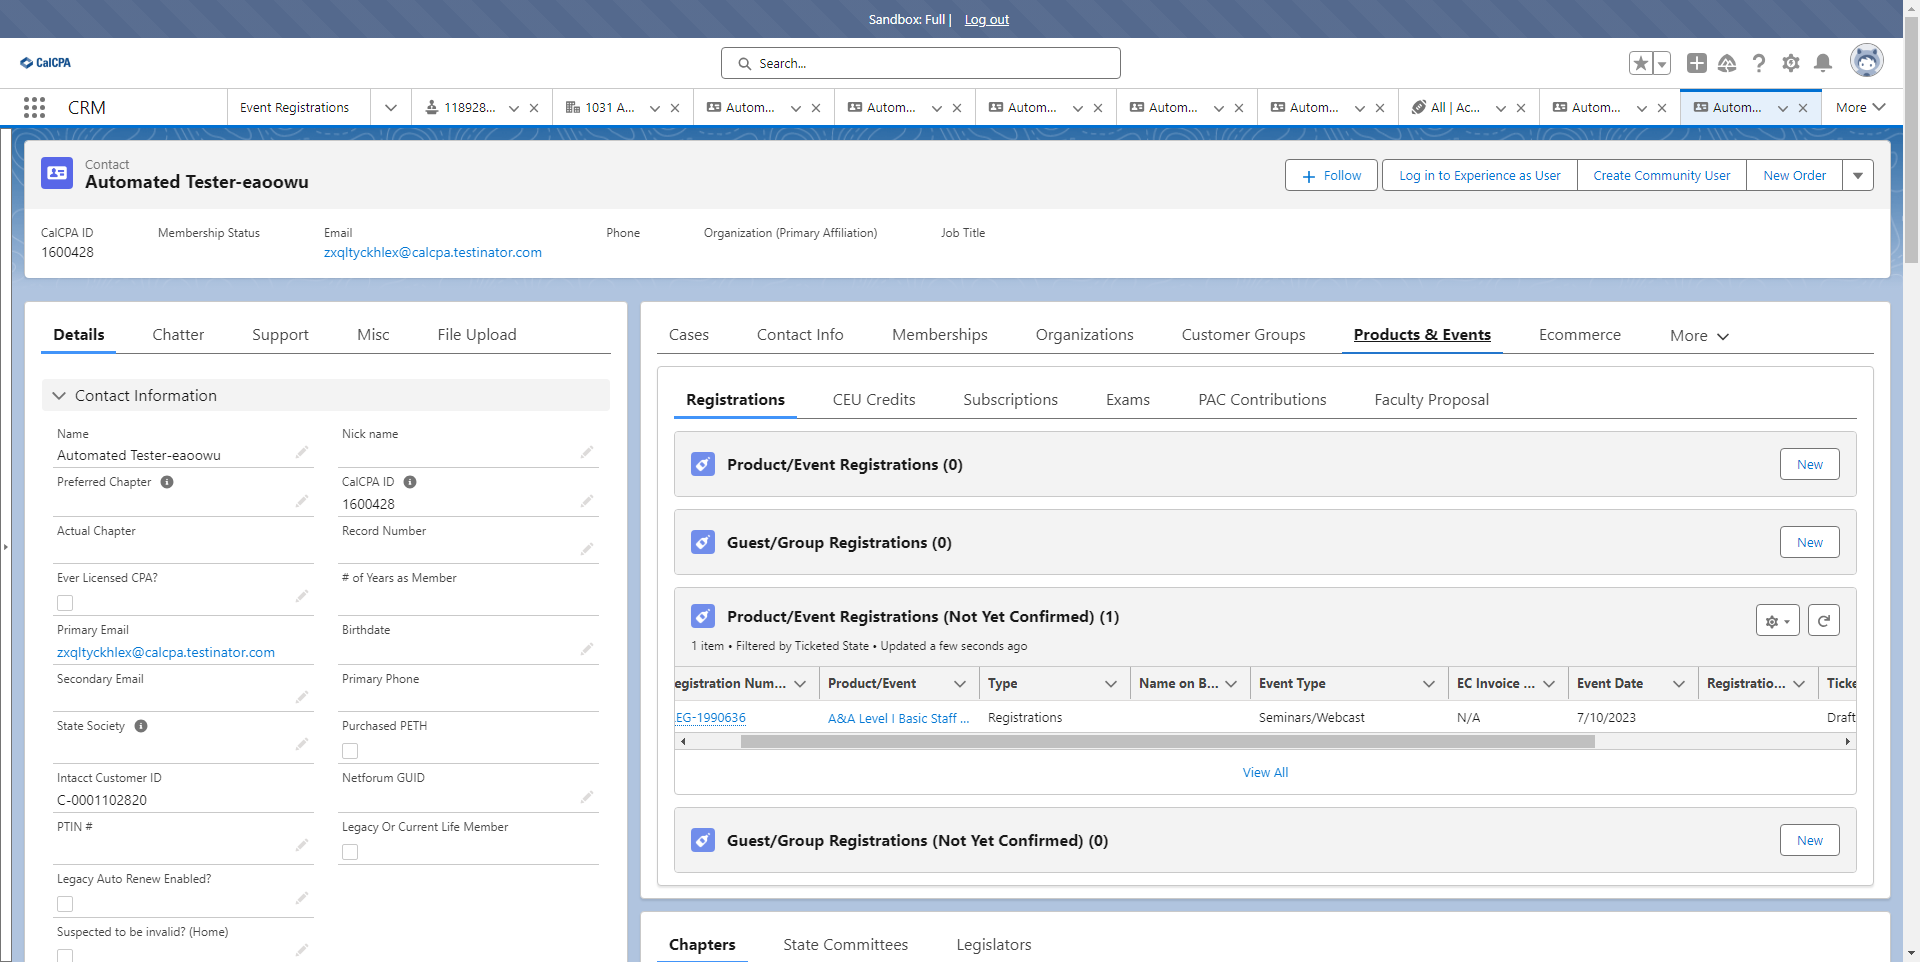 Sandbox: Full | Log out
CalCPA
Search...
CRM
Event Registrations
118928...
1031 A...
Autom...
Autom...
Autom...
Autom...
Autom...
All | Ac...
Autom...
Autom...
More
Contact
Automated Tester-eaoowu
Follow
Log in to Experience as User
Create Community User
New Order
CalCPA ID
Membership Status
Email
Phone
Organization (Primary Affiliation)
Job Title
1600428
zxqltyckhlex@calcpa.testinator.com
Details
Chatter
Support
Misc
File Upload
Contact Information
Name
Automated Tester-eaoowu
Nick name
Preferred Chapter
CalCPA ID
1600428
Actual Chapter
Record Number
Ever Licensed CPA?
# of Years as Member
Primary Email
zxqltyckhlex@calcpa.testinator.com
Birthdate
Secondary Email
Primary Phone
State Society
Purchased PETH
Intacct Customer ID
C-0001102820
Netforum GUID
PTIN #
Legacy Or Current Life Member
Legacy Auto Renew Enabled?
Suspected to be invalid? (Home)
Cases
Contact Info
Memberships
Organizations
Customer Groups
Products & Events
Ecommerce
More
Registrations
CEU Credits
Subscriptions
Exams
PAC Contributions
Faculty Proposal
Product/Event Registrations (0)
New
Guest/Group Registrations (0)
New
Product/Event Registrations (Not Yet Confirmed) (1)
1 item • Filtered by Ticketed State • Updated a few seconds ago
egistration Num...
Product/Event
Type
Name on B...
Event Type
EC Invoice ...
Event Date
Registratio...
Ticke
EG-1990636
A&A Level I Basic Staff ...
Registrations
Seminars/Webcast
N/A
7/10/2023
Draft
View All
Guest/Group Registrations (Not Yet Confirmed) (0)
New
Chapters
State Committees
Legislators